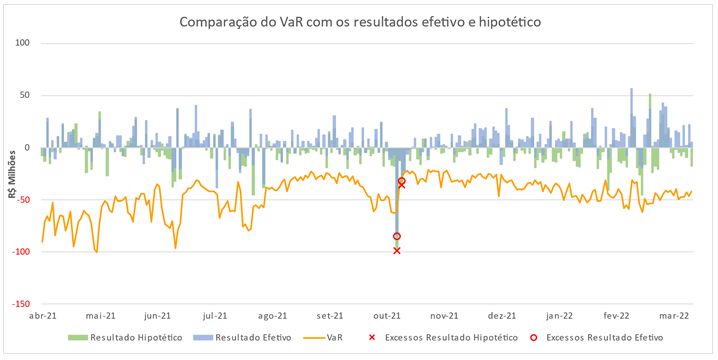 Comparação do VaR com os resultados efetivo e hipotético
100
50
0
-50
-100
-150
R$ Milhões
abr-21 mai-21 jun-21 jul-21 ago-21 set-21 out-21 nov-21 dez-21 jan-22 fev-22 mar-22
Resultado Hipotético Resultado Efetivo VaR Excessos Resultado Hipotético Excessos Resultado Efetivo